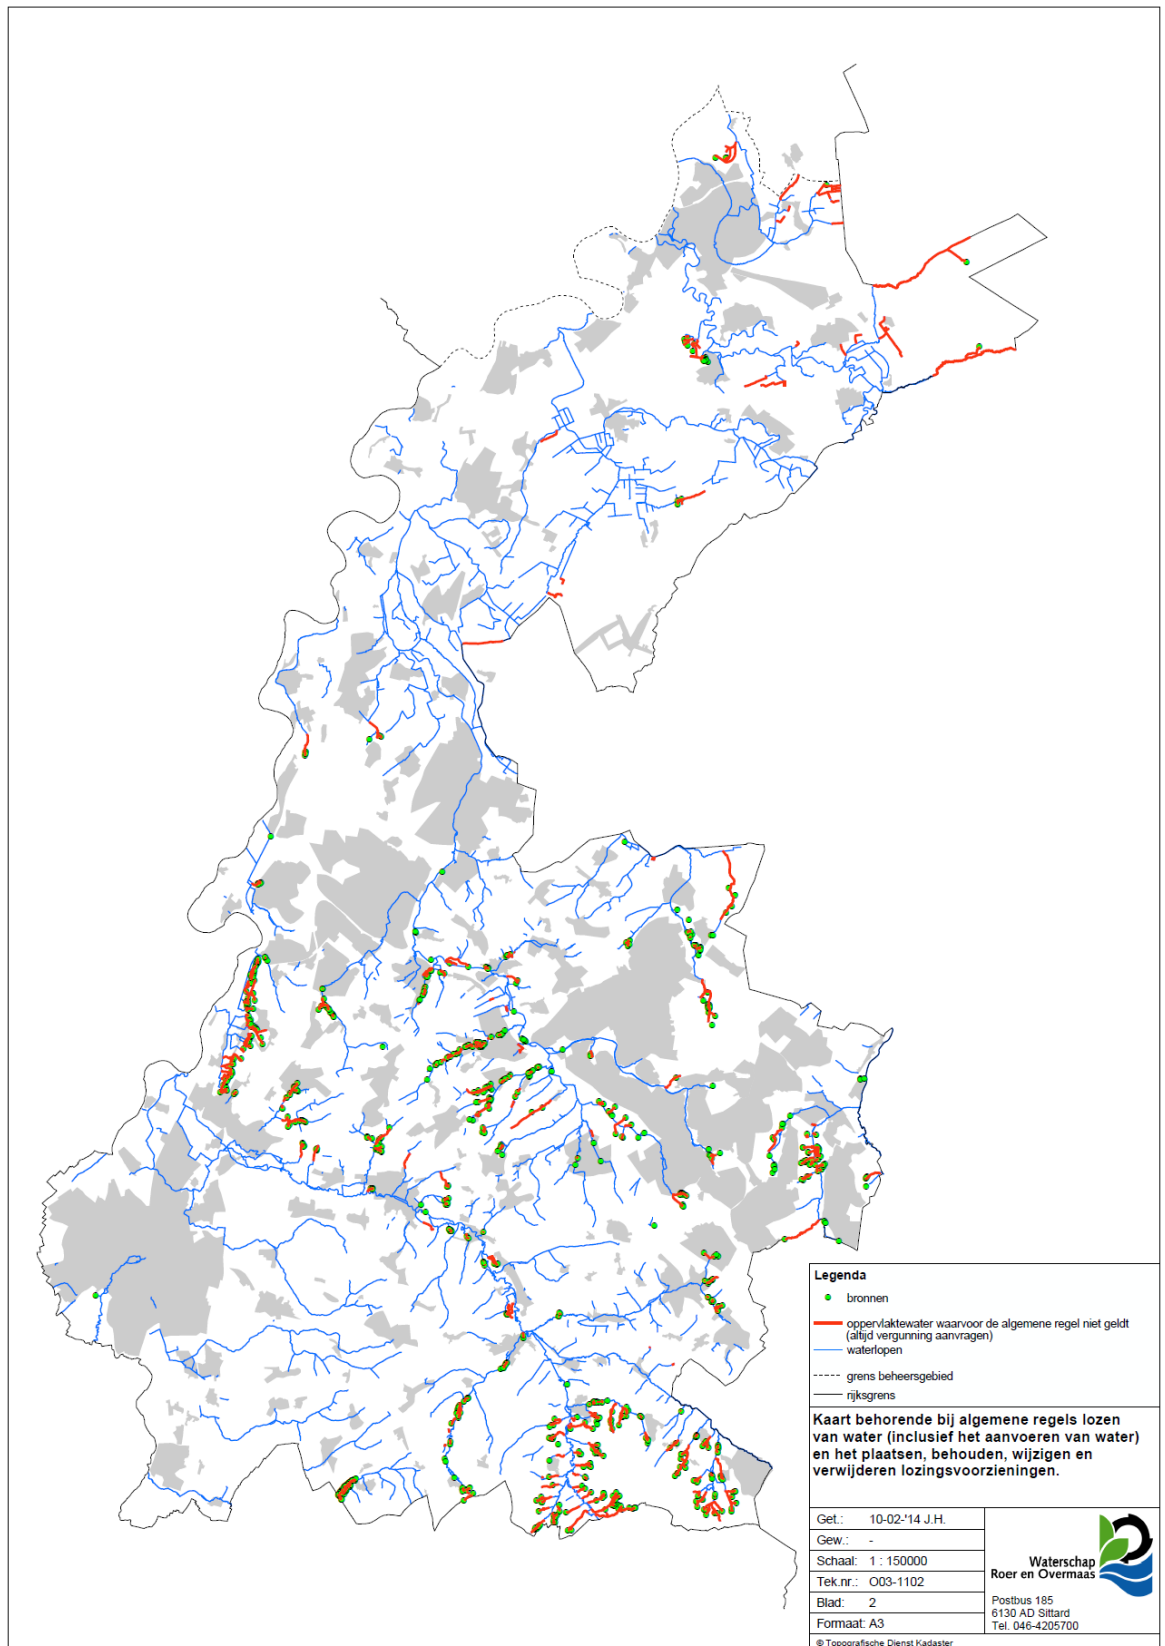 Legenda
bronnen
oppervlaktewater waarvoor de algemene regel niet geldt
(altijd vergunning aanvragen)
waterlopen
grens beheersgebied
rijksgrens
Kaart behorende bij algemene regels lozen
van water (inclusief het aanvoeren van water)
en het plaatsen, behouden, wijzigen en
verwijderen lozingsvoorzieningen.
Get.: 10-02-'14 J.H.
Gew.: -
Schaal: 1 : 150000
Tek.nr.: O03-1102
Blad: 2
Formaat: A3
Waterschap
Roer en Overmaas
Postbus 185
6130 AD Sittard
Tel. 046-4205700
© Topografische Dienst Kadaster